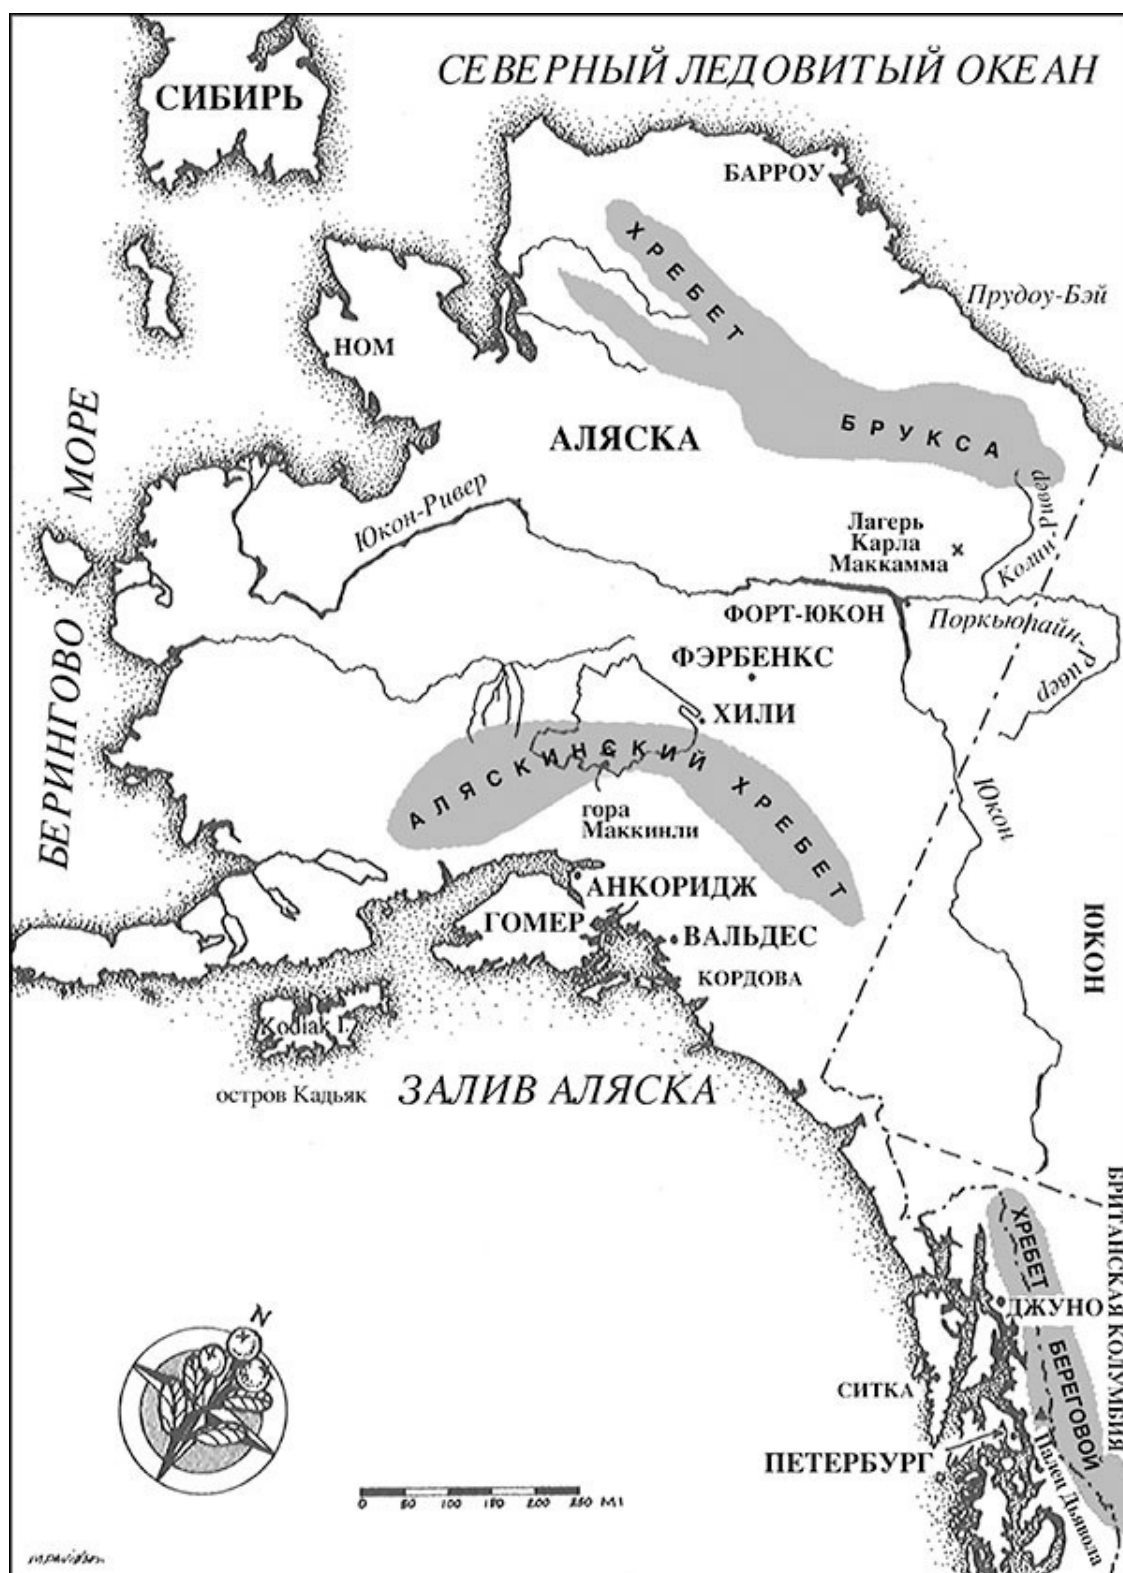 СЕВЕРНЫЙ ЛЕДОВИТЫЙ ОКЕАН
СИБИРЬ
БАРРОУ
ХРЕБЕТ
БРУКСА
Прудоу-Бэй
НОМ
АЛЯСКА
БЕРИНГОВО МОРЕ
Юкон-Ривер
Лагерь
Карла
Маккамма
Колин-Ривер
ФОРТ-ЮКОН
Поркьюпайн-
Ривер
ФЭРБЕНКС
ХИЛИ
АЛЯСКИНСКИЙ ХРЕБЕТ
гора
Маккинли
Юкон
АНКОРИДЖ
ГОМЕР
ВАЛЬДЕС
КОРДОВА
ЮКОН
Kodiak I.
остров Кадьяк
ЗАЛИВ АЛЯСКА
БРИТАНСКАЯ КОЛУМБИЯ
ХРЕБЕТ
БЕРЕГОВОЙ
ДЖУНО
СИТКА
ПЕТЕРБУРГ
Палец Дьявола
N
0 50 100 150 200 250 MI